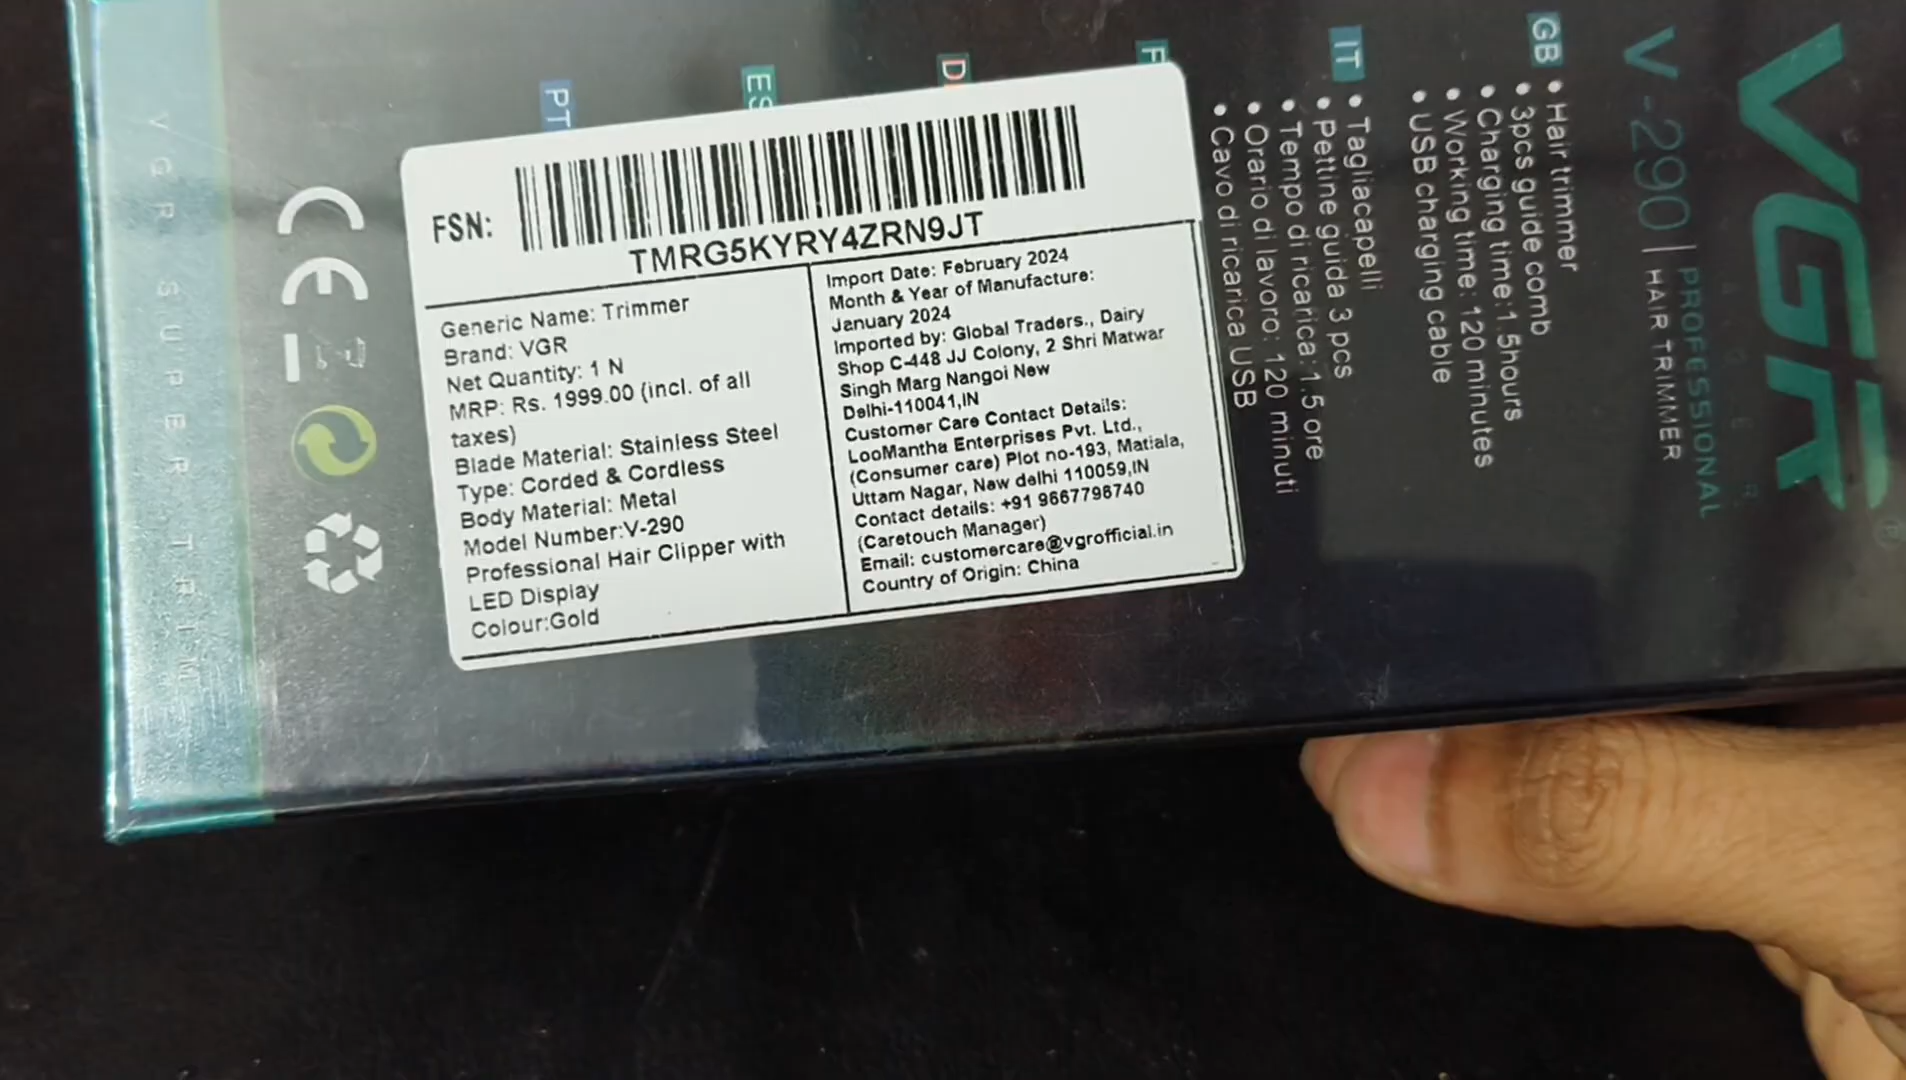 FSN:
TMRG5KYRY4ZRN9JT
Generic Name: Trimmer
Brand: VGR
Net Quantity: 1 N
MRP: Rs. 1999.00 (incl. of all
taxes)
Blade Material: Stainless Steel
Type: Corded & Cordless
Body Material: Metal
Model Number:V-290
Professional Hair Clipper with
LED Display
Colour:Gold
Import Date: February 2024
Month & Year of Manufacture:
January 2024
Imported by: Global Traders., Dairy
Shop C-448 JJ Colony, 2 Shri Matwar
Singh Marg Nangoi New
Delhi-110041,IN
Customer Care Contact Details:
LooMantha Enterprises Pvt. Ltd.,
(Consumer care) Plot no-193, Matiala,
Uttam Nagar, New delhi 110059,IN
Contact details: +91 9667796740
(Caretouch Manager)
Email: customercare@vgrofficial.in
Country of Origin: China
VGR®
V-290 | PROFESSIONAL
HAIR TRIMMER
GB
• Hair trimmer
• 3pcs guide comb
• Charging time:1.5hours
• Working time: 120 minutes
• USB charging cable
IT
• Tagliacapelli
• Pettine guida 3 pcs
• Tempo di ricarica:1,5 ore
• Orario di lavoro: 120 minuti
• Cavo di ricarica USB
F
D
ES
PT
CE
VGR SUPER TRIM